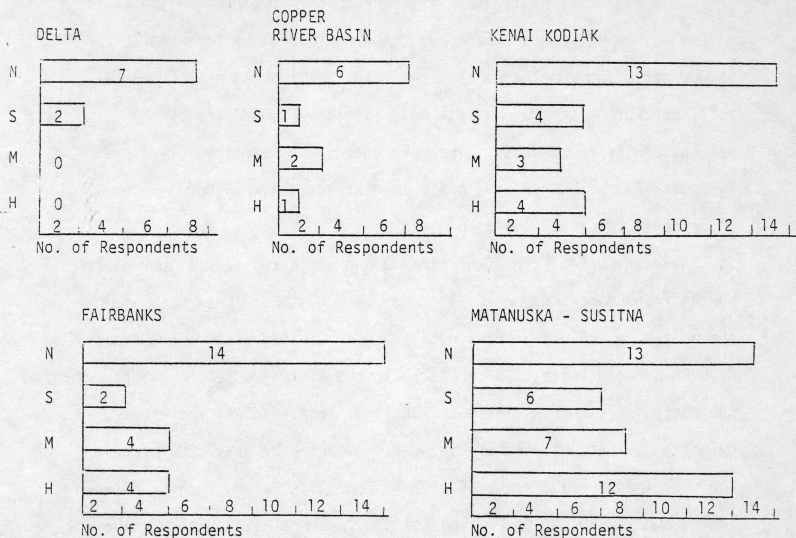 DELTA
N 7
S 2
M 0
H 0
2 4 6 8
No. of Respondents
COPPER
RIVER BASIN
N 6
S
M 2
H 1
2 4 6 8
No. of Respondents
KENAI KODIAK
N 13
S 4
M 3
H 4
2 4 6 8 10 12 14
No. of Respondents
FAIRBANKS
N 14
S 2
M 4
H 4
2 4 6 8 10 12 14
No. of Respondents
MATANUSKA - SUSITNA
N 13
S 6
M 7
H 12
2 4 6 8 10 12 14
No. of Respondents